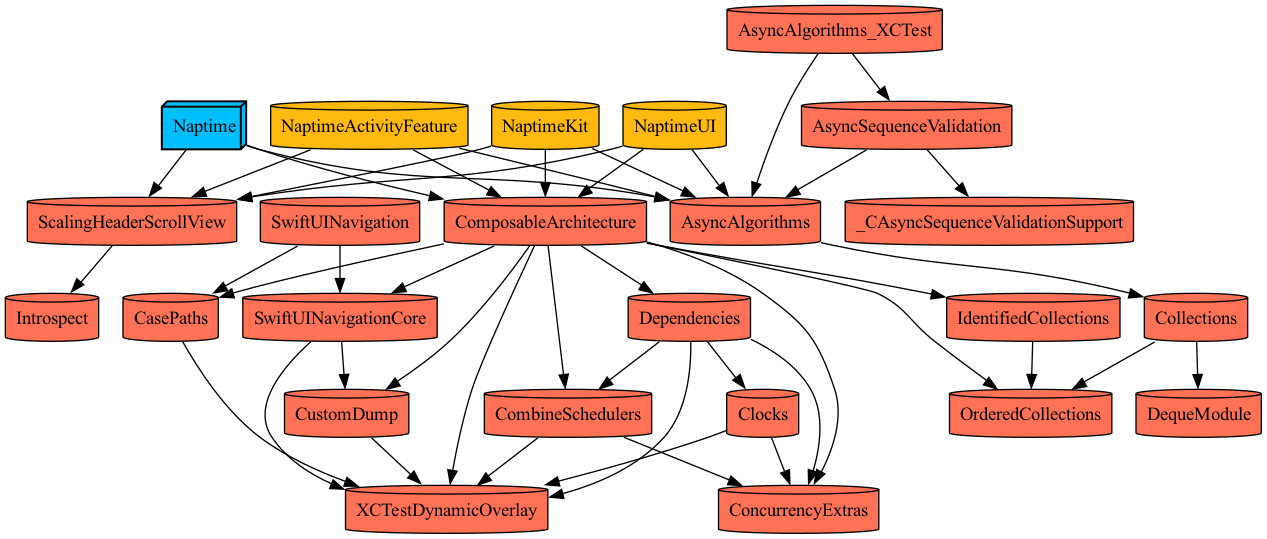 AsyncAlgorithms_XCTest
Naptime
NaptimeActivityFeature
NaptimeKit
NaptimeUI
AsyncSequenceValidation
ScalingHeaderScrollView
SwiftUINavigation
ComposableArchitecture
AsyncAlgorithms
_CAsyncSequenceValidationSupport
Introspect
CasePaths
SwiftUINavigationCore
Dependencies
IdentifiedCollections
Collections
CustomDump
CombineSchedulers
Clocks
OrderedCollections
DequeModule
XCTestDynamicOverlay
ConcurrencyExtras